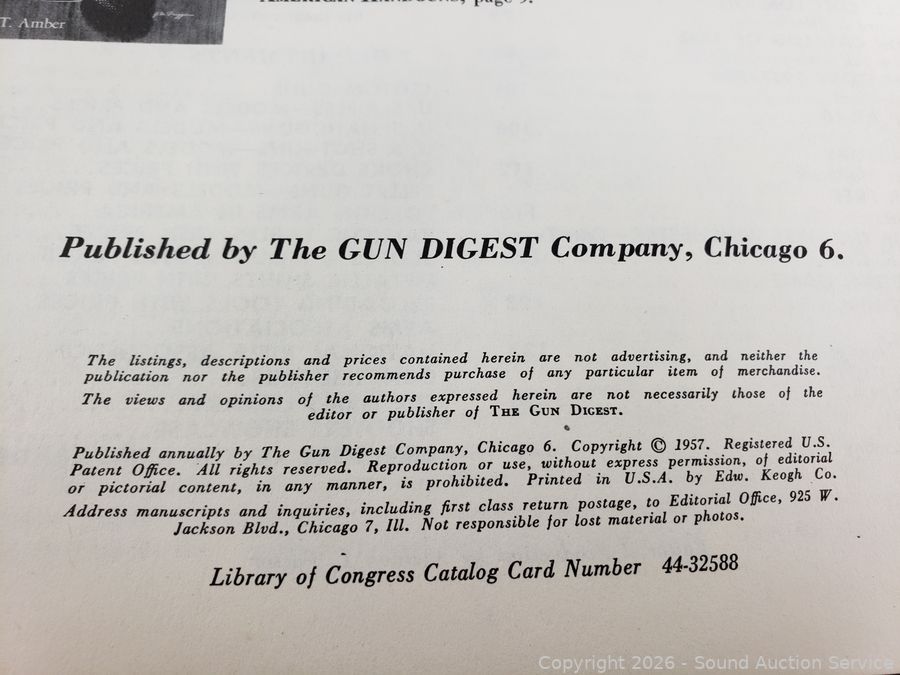 AMERICAN HANDGUNS, page 9.
T. Amber
Published by The GUN DIGEST Company, Chicago 6.
The listings, descriptions and prices contained herein are not advertising, and neither the
publication nor the publisher recommends purchase of any particular item of merchandise.
The views and opinions of the authors expressed herein are not necessarily those of the
editor or publisher of THE GUN DIGEST.
Published annually by The Gun Digest Company, Chicago 6. Copyright © 1957. Registered U.S.
Patent Office. All rights reserved. Reproduction or use, without express permission, of editorial
or pictorial content, in any manner, is prohibited. Printed in U.S.A. by Edw. Keogh Co.
Address manuscripts and inquiries, including first class return postage, to Editorial Office, 925 W.
Jackson Blvd., Chicago 7, Ill. Not responsible for lost material or photos.
Library of Congress Catalog Card Number 44-32588
Copyright 2026 - Sound Auction Service